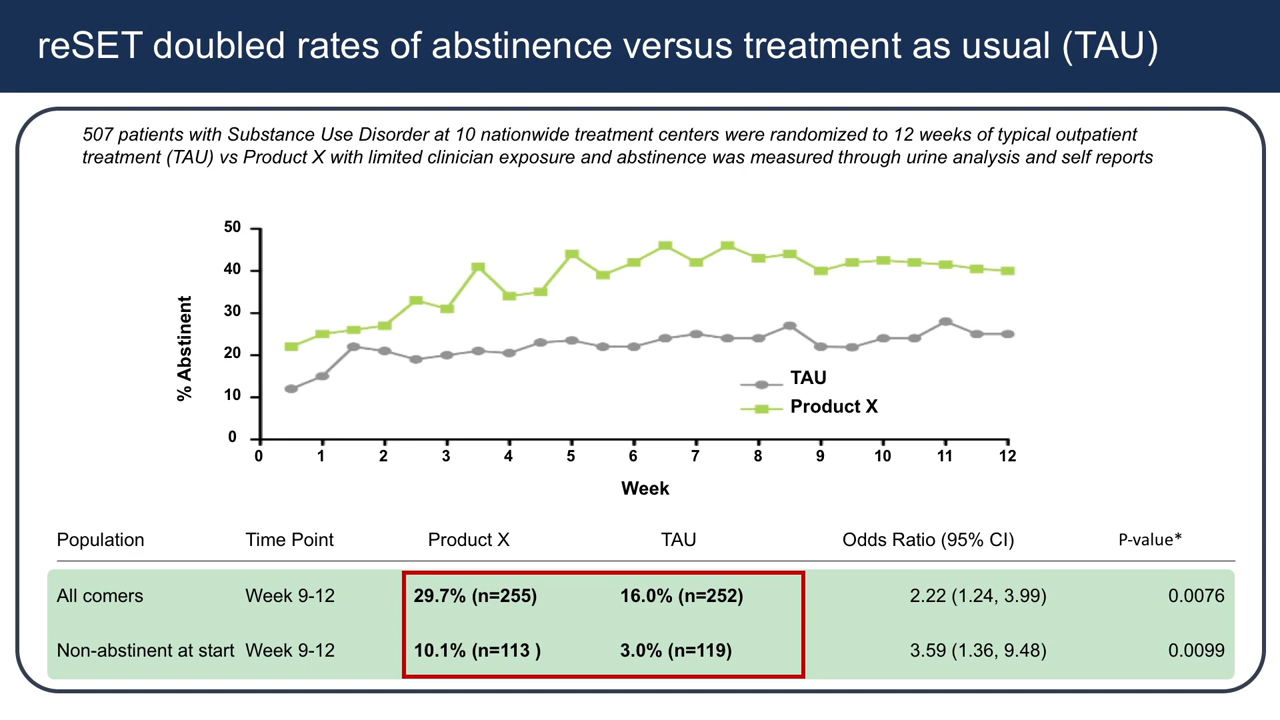 reSET doubled rates of abstinence versus treatment as usual (TAU)
507 patients with Substance Use Disorder at 10 nationwide treatment centers were randomized to 12 weeks of typical outpatient
treatment (TAU) vs Product X with limited clinician exposure and abstinence was measured through urine analysis and self reports
% Abstinent
50
40
30
20
10
0
0 1 2 3 4 5 6 7 8 9 10 11 12
Week
TAU
Product X
Population Time Point Product X TAU Odds Ratio (95% CI) P-value*
All comers Week 9-12 29.7% (n=255) 16.0% (n=252) 2.22 (1.24, 3.99) 0.0076
Non-abstinent at start Week 9-12 10.1% (n=113 ) 3.0% (n=119) 3.59 (1.36, 9.48) 0.0099